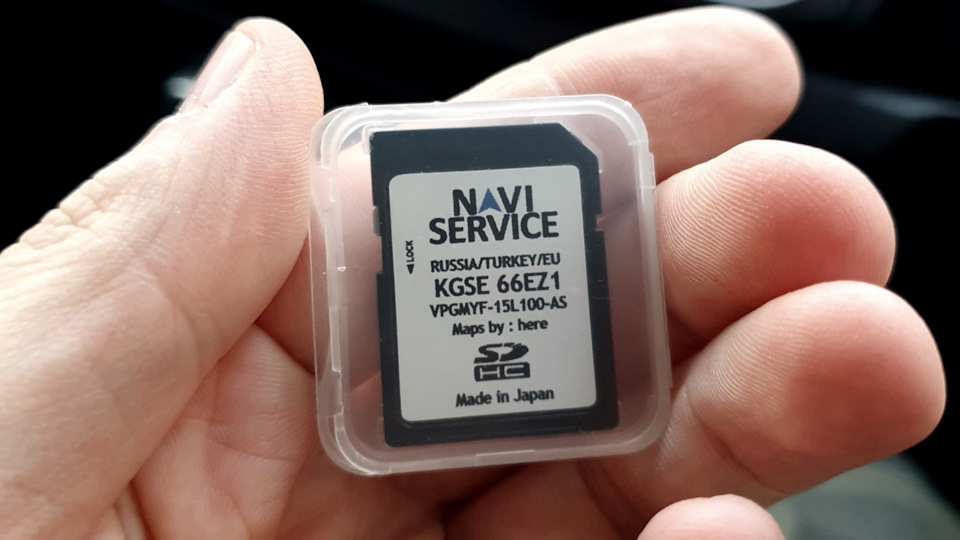 NAVI
SERVICE
◄ LOCK
RUSSIA/TURKEY/EU
KGSE 66EZ1
VPGMYF-15L100-AS
Maps by : here
SD
HC
Made in Japan